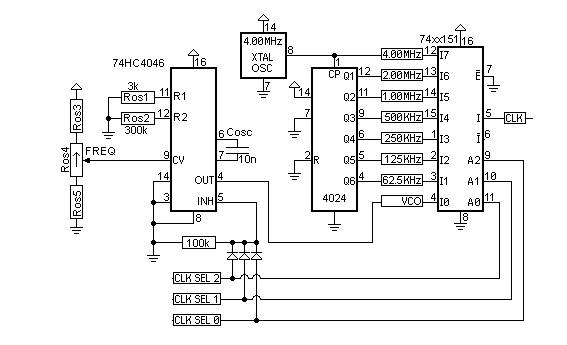 14
4.00MHz
XTAL
OSC
8
7
74xx151
16
74HC4046
16
3k
Ros1
11
R1
Ros2
12
R2
300k
Ros3
Ros4
FREQ
Ros5
9
CV
6
Cosc
7
10n
14
OUT
4
3
INH
5
8
100k
1
CP
Q1
12
14
Q2
11
7
Q3
9
Q4
6
2
R
Q5
5
Q6
4
4024
4.00MHz
12
I7
2.00MHz
13
I6
1.00MHz
14
I5
500KHz
15
I4
250KHz
1
I3
125KHz
2
I2
62.5KHz
3
I1
VCO
4
I0
E
7
I
5
CLK
I
6
A2
9
A1
10
A0
11
8
CLK SEL 2
CLK SEL 1
CLK SEL 0